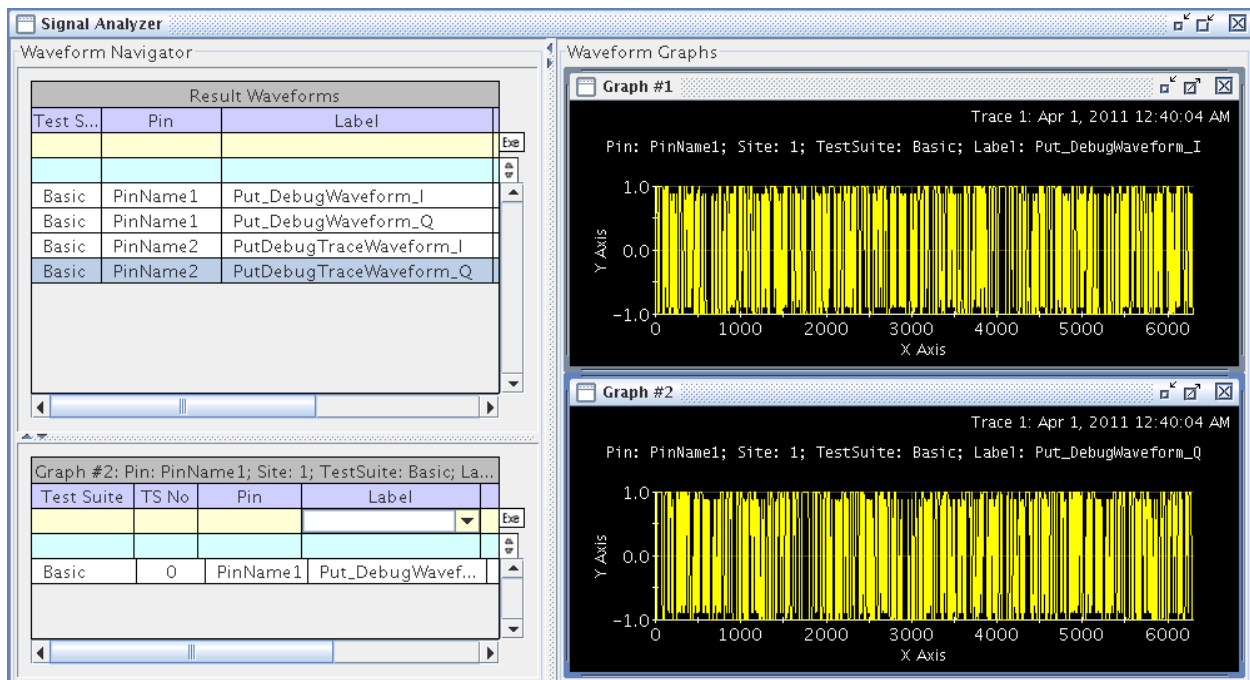 Signal Analyzer
Waveform Navigator
Result Waveforms
Test S... Pin Label
Exe
Basic PinName1 Put_DebugWaveform_I
Basic PinName1 Put_DebugWaveform_Q
Basic PinName2 PutDebugTraceWaveform_I
Basic PinName2 PutDebugTraceWaveform_Q
Graph #2: Pin: PinName1; Site: 1; TestSuite: Basic; La...
Test Suite TS No Pin Label
Exe
Basic 0 PinName1 Put_DebugWavef...
Waveform Graphs
Graph #1
Trace 1: Apr 1, 2011 12:40:04 AM
Pin: PinName1; Site: 1; TestSuite: Basic; Label: Put_DebugWaveform_I
1.0
0.0
-1.0
Y Axis
0 1000 2000 3000 4000 5000 6000
X Axis
Graph #2
Trace 1: Apr 1, 2011 12:40:04 AM
Pin: PinName1; Site: 1; TestSuite: Basic; Label: Put_DebugWaveform_Q
1.0
0.0
-1.0
Y Axis
0 1000 2000 3000 4000 5000 6000
X Axis